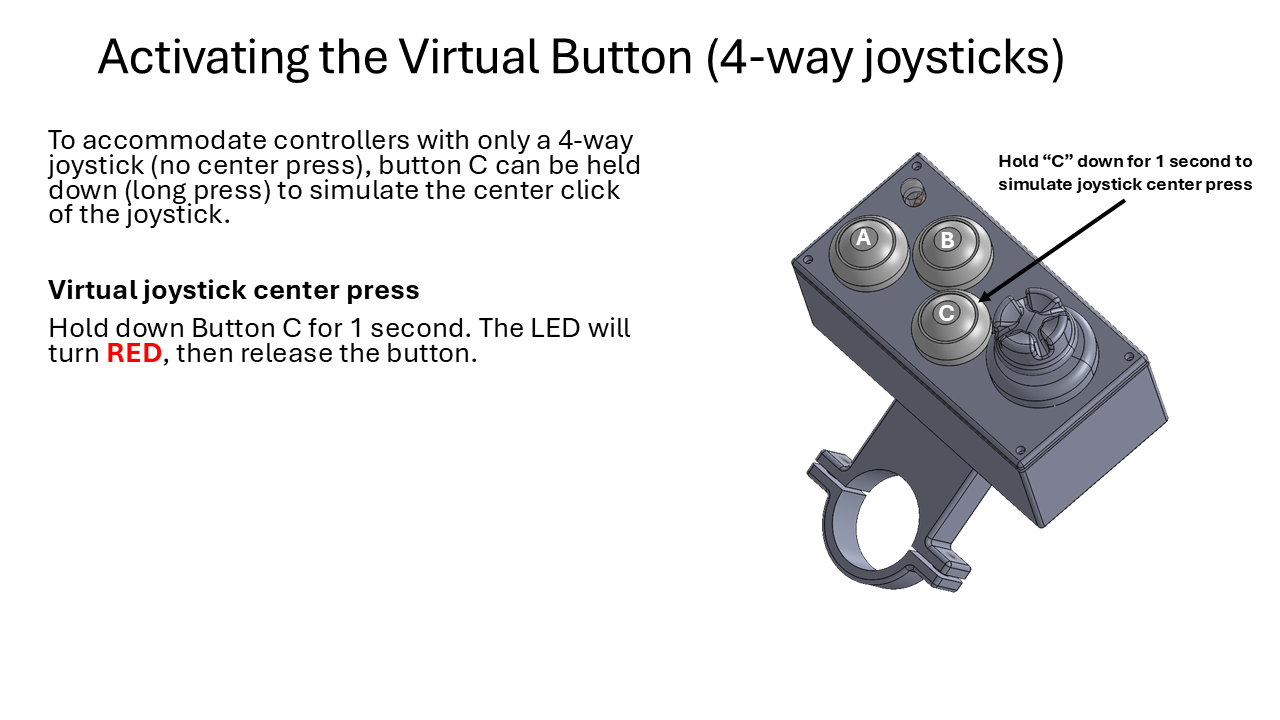 Activating the Virtual Button (4-way joysticks)
To accommodate controllers with only a 4-way
joystick (no center press), button C can be held
down (long press) to simulate the center click
of the joystick.
Virtual joystick center press
Hold down Button C for 1 second. The LED will
turn RED, then release the button.
Hold “C” down for 1 second to
simulate joystick center press
A
B
C